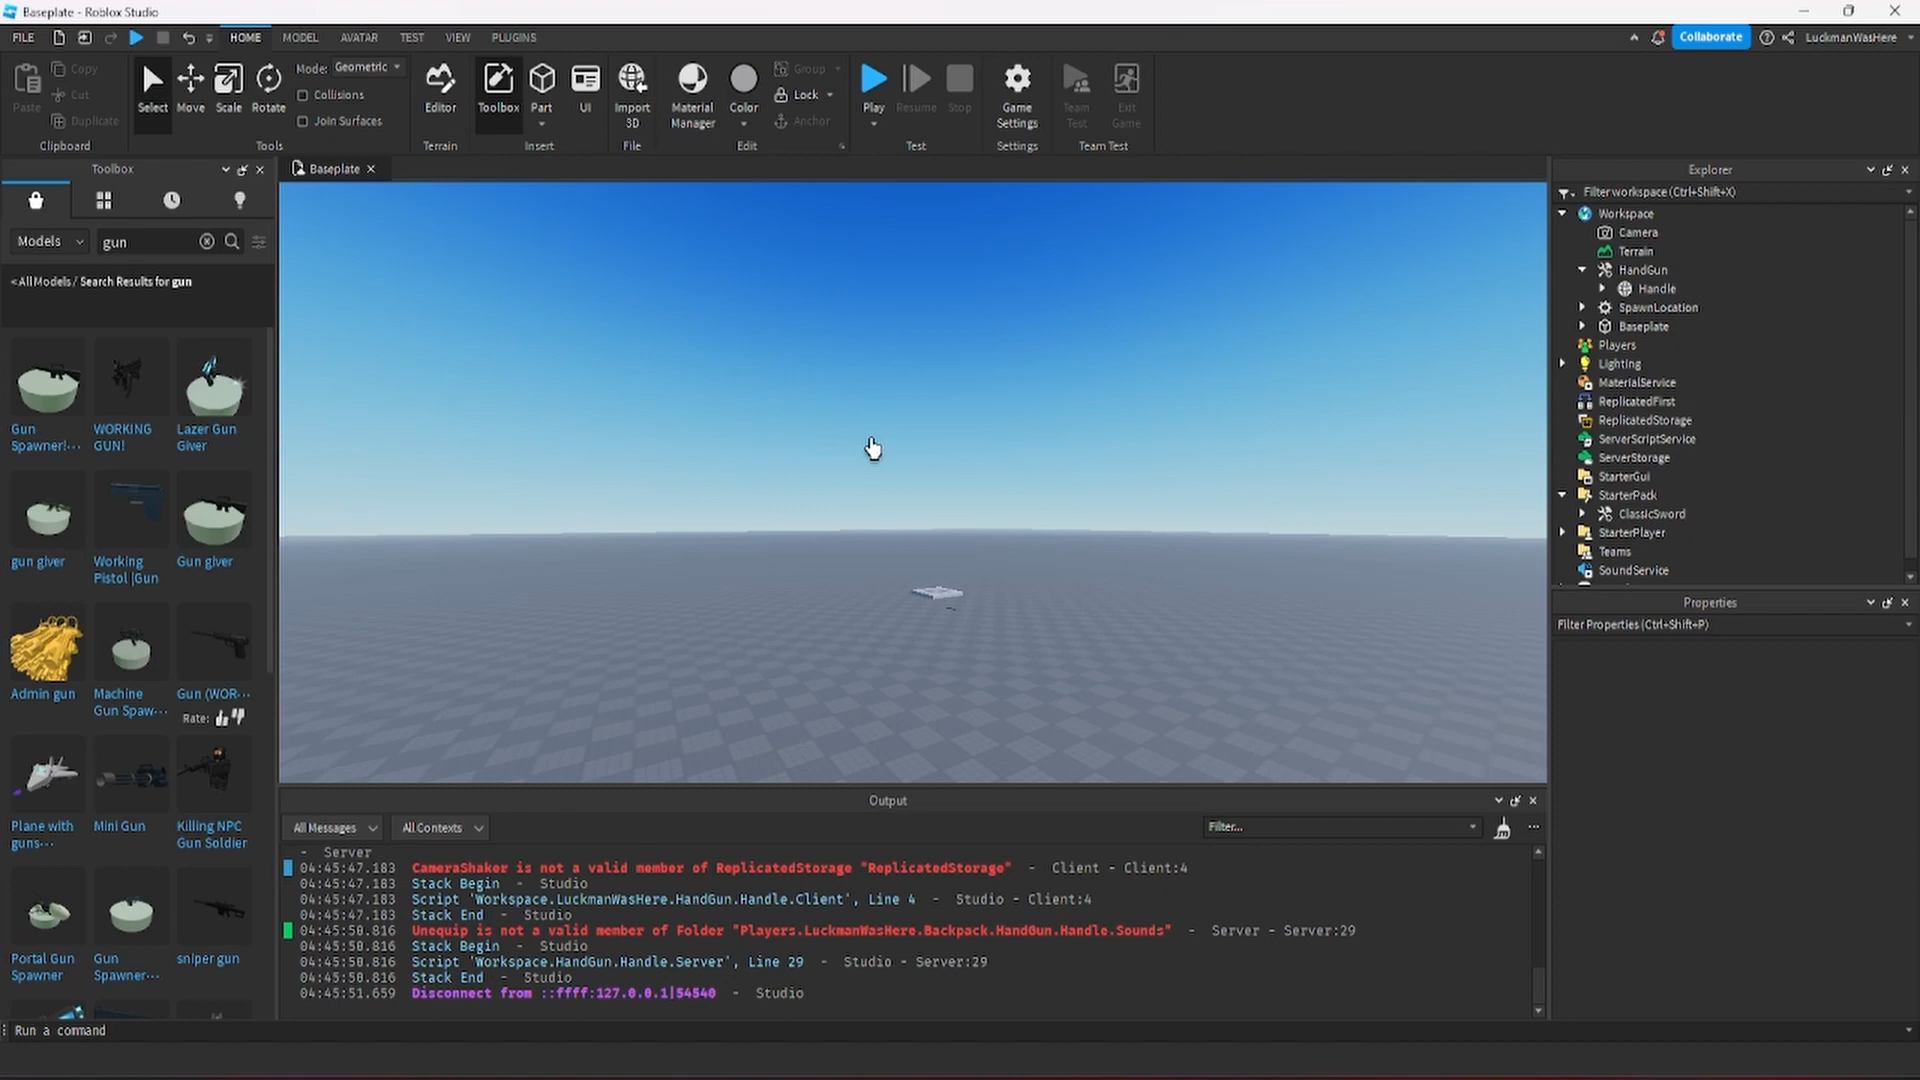 Baseplate - Roblox Studio
FILE
HOME
MODEL
AVATAR
TEST
VIEW
PLUGINS
Collaborate
LuckmanWasHere
Paste
Copy
Cut
Duplicate
Clipboard
Select
Move
Scale
Rotate
Mode: Geometric
Collisions
Join Surfaces
Tools
Editor
Terrain
Toolbox
Part
UI
Insert
Import
3D
File
Material
Manager
Color
Group
Lock
Anchor
Edit
Play
Resume
Stop
Test
Game
Settings
Settings
Team
Test
Exit
Game
Team Test
Toolbox
Models
gun
<All Models / Search Results for gun
Gun
Spawner!···
WORKING
GUN!
Lazer Gun
Giver
gun giver
Working
Pistol |Gun
Gun giver
Admin gun
Machine
Gun Spaw···
Gun (WOR···
Rate:
Plane with
guns···
Mini Gun
Killing NPC
Gun Soldier
Portal Gun
Spawner
Gun
Spawner···
sniper gun
Baseplate
Explorer
Filter workspace (Ctrl+Shift+X)
Workspace
Camera
Terrain
HandGun
Handle
SpawnLocation
Baseplate
Players
Lighting
MaterialService
ReplicatedFirst
ReplicatedStorage
ServerScriptService
ServerStorage
StarterGui
StarterPack
ClassicSword
StarterPlayer
Teams
SoundService
Properties
Filter Properties (Ctrl+Shift+P)
Output
All Messages
All Contexts
Filter...
- Server
04:45:47.183 CameraShaker is not a valid member of ReplicatedStorage "ReplicatedStorage" - Client - Client:4
04:45:47.183 Stack Begin - Studio
04:45:47.183 Script 'Workspace.LuckmanWasHere.HandGun.Handle.Client', Line 4 - Studio - Client:4
04:45:47.183 Stack End - Studio
04:45:50.816 Unequip is not a valid member of Folder "Players.LuckmanWasHere.Backpack.HandGun.Handle.Sounds" - Server - Server:29
04:45:50.816 Stack Begin - Studio
04:45:50.816 Script 'Workspace.HandGun.Handle.Server', Line 29 - Studio - Server:29
04:45:50.816 Stack End - Studio
04:45:51.659 Disconnect from ::ffff:127.0.0.1|54540 - Studio
Run a command